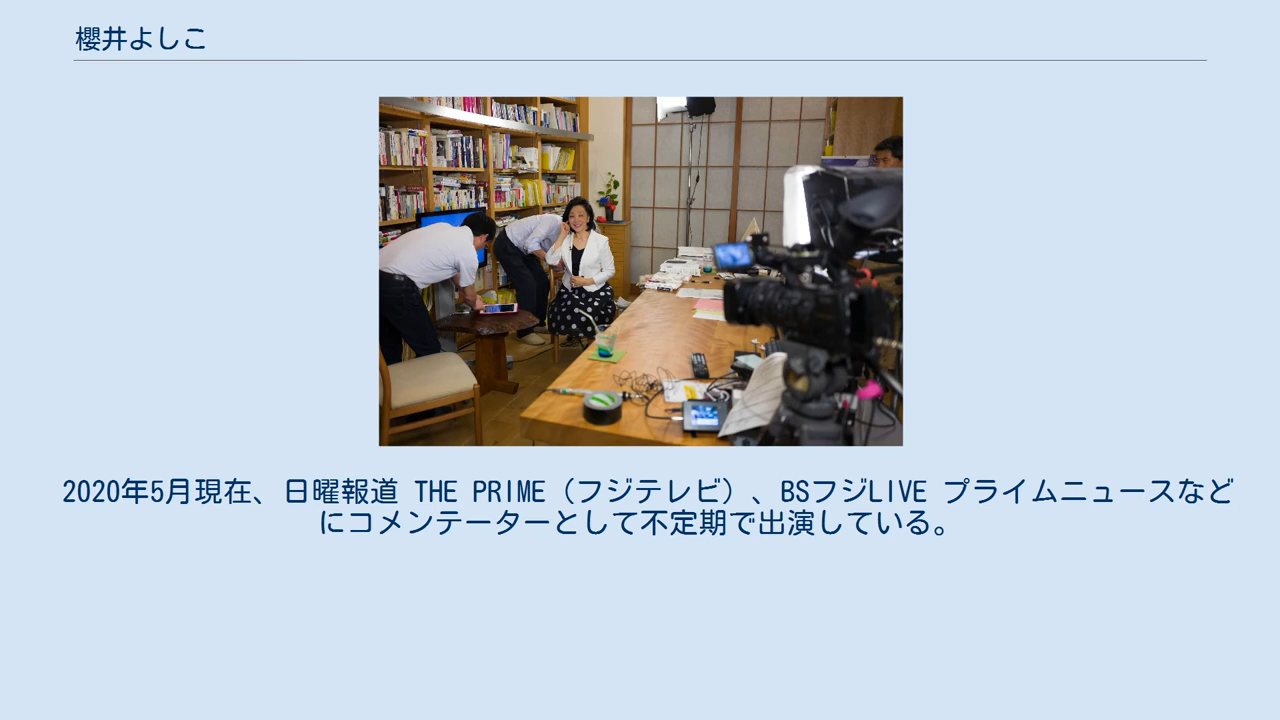 櫻井よしこ
2020年5月現在、日曜報道 THE PRIME（フジテレビ）、BSフジLIVE プライムニュースなど
にコメンテーターとして不定期で出演している。